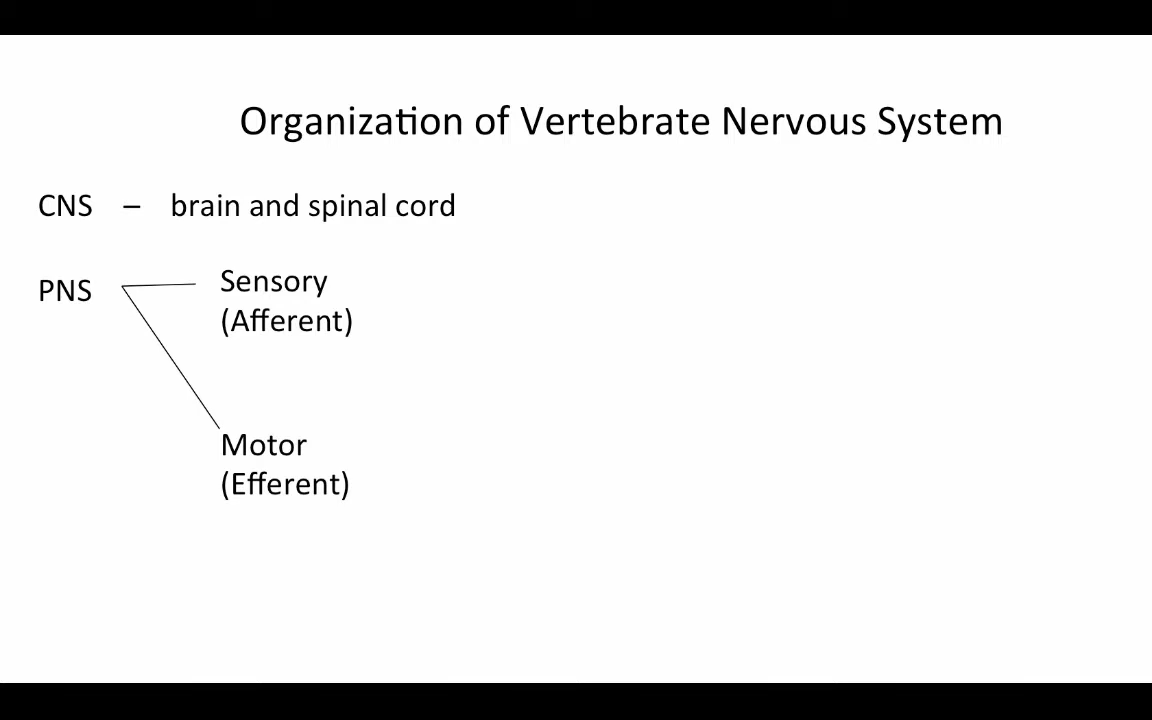 Organization of Vertebrate Nervous System
CNS – brain and spinal cord
PNS
Sensory
(Afferent)
Motor
(Efferent)